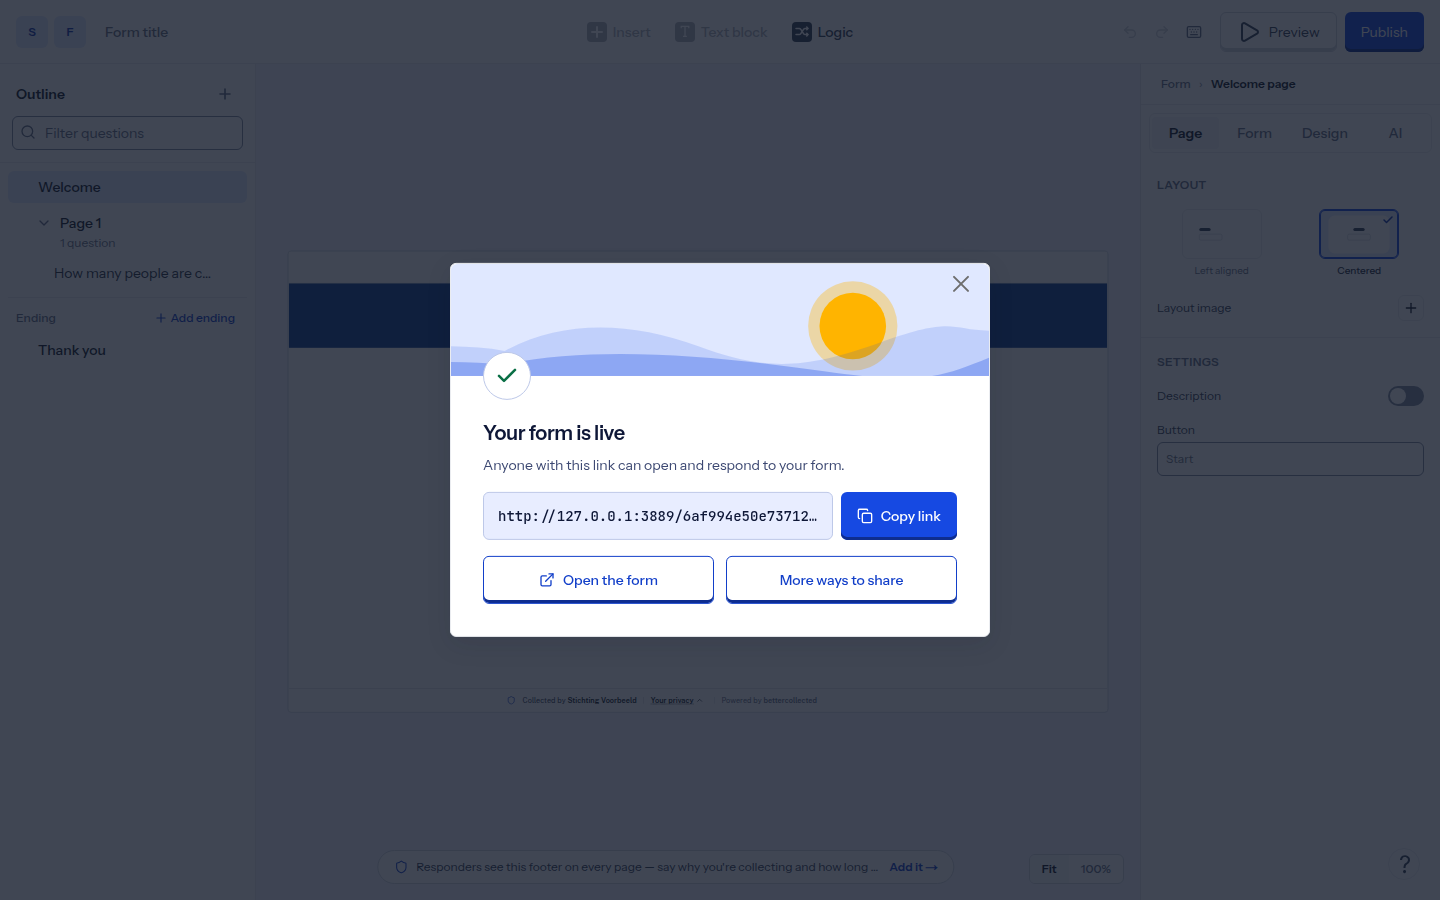 S F Form title
Insert Text block Logic
Preview Publish
Outline
Filter questions
Welcome
Page 1
1 question
How many people are c...
Ending Add ending
Thank you
Form › Welcome page
Page Form Design AI
LAYOUT
Left aligned Centered
Layout image
SETTINGS
Description
Button
Start
Your form is live
Anyone with this link can open and respond to your form.
http://127.0.0.1:3889/6af994e50e73712…
Copy link
Open the form
More ways to share
Collected by Stichting Voorbeeld Your privacy Powered by bettercollected
Responders see this footer on every page — say why you're collecting and how long ... Add it →
Fit 100%
?